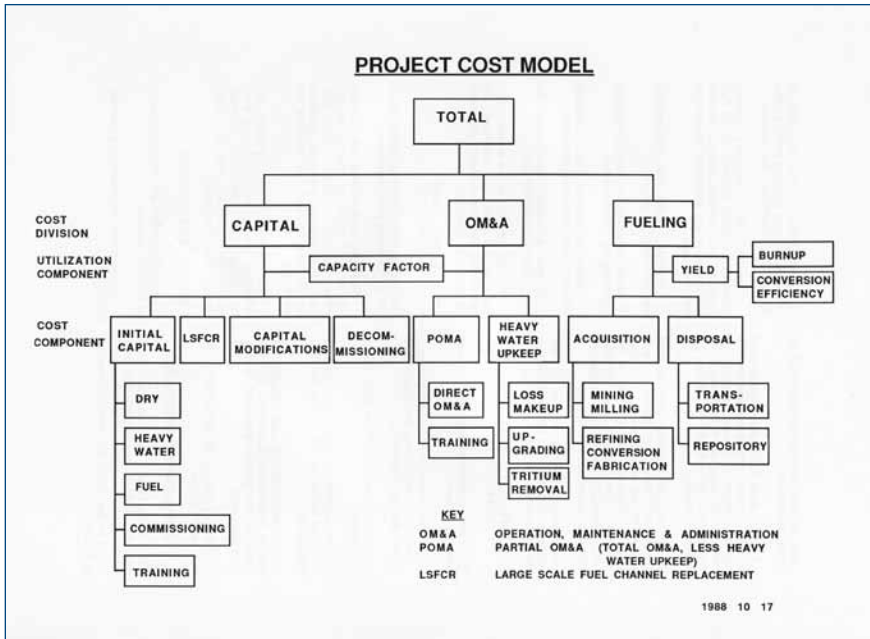 PROJECT COST MODEL
TOTAL
COST
DIVISION
CAPITAL
OM&A
FUELING
UTILIZATION
COMPONENT
CAPACITY FACTOR
YIELD
BURNUP
CONVERSION
EFFICIENCY
COST
COMPONENT
INITIAL
CAPITAL
LSFCR
CAPITAL
MODIFICATIONS
DECOM-
MISSIONING
POMA
HEAVY
WATER
UPKEEP
ACQUISITION
DISPOSAL
DRY
HEAVY
WATER
FUEL
COMMISSIONING
TRAINING
DIRECT
OM&A
TRAINING
LOSS
MAKEUP
UP-
GRADING
TRITIUM
REMOVAL
MINING
MILLING
REFINING
CONVERSION
FABRICATION
TRANS-
PORTATION
REPOSITORY
KEY
OM&A OPERATION, MAINTENANCE & ADMINISTRATION
POMA PARTIAL OM&A (TOTAL OM&A, LESS HEAVY
WATER UPKEEP)
LSFCR LARGE SCALE FUEL CHANNEL REPLACEMENT
1988 10 17